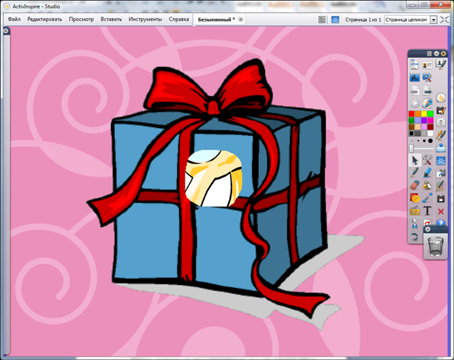 ActivInspire - Studio
Файл Редактировать Просмотр Вставить Инструменты Справка Безымянный * Страница 1 из 1 Страница целиком
T